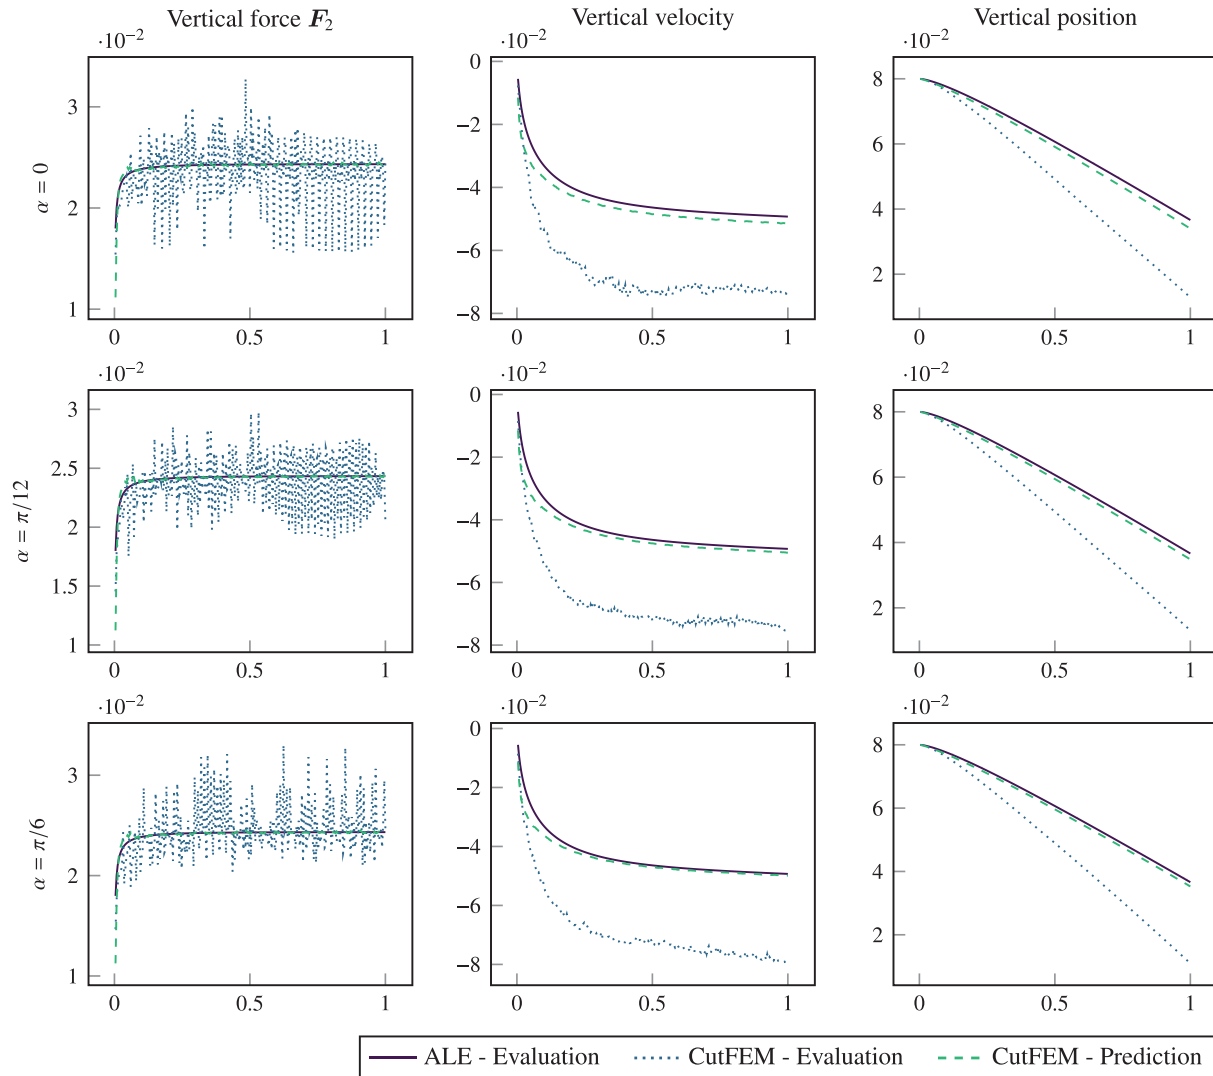 Vertical force F₂ Vertical velocity Vertical position
·10⁻² ·10⁻² ·10⁻²
3
2
1
α = 0
0 0.5 1
0
−2
−4
−6
−8
0 0.5 1
8
6
4
2
0 0.5 1
·10⁻² ·10⁻² ·10⁻²
3
2.5
2
1.5
1
α = π/12
0 0.5 1
0
−2
−4
−6
−8
0 0.5 1
8
6
4
2
0 0.5 1
·10⁻² ·10⁻² ·10⁻²
3
2
1
α = π/6
0 0.5 1
0
−2
−4
−6
−8
0 0.5 1
8
6
4
2
0 0.5 1
ALE - Evaluation CutFEM - Evaluation CutFEM - Prediction